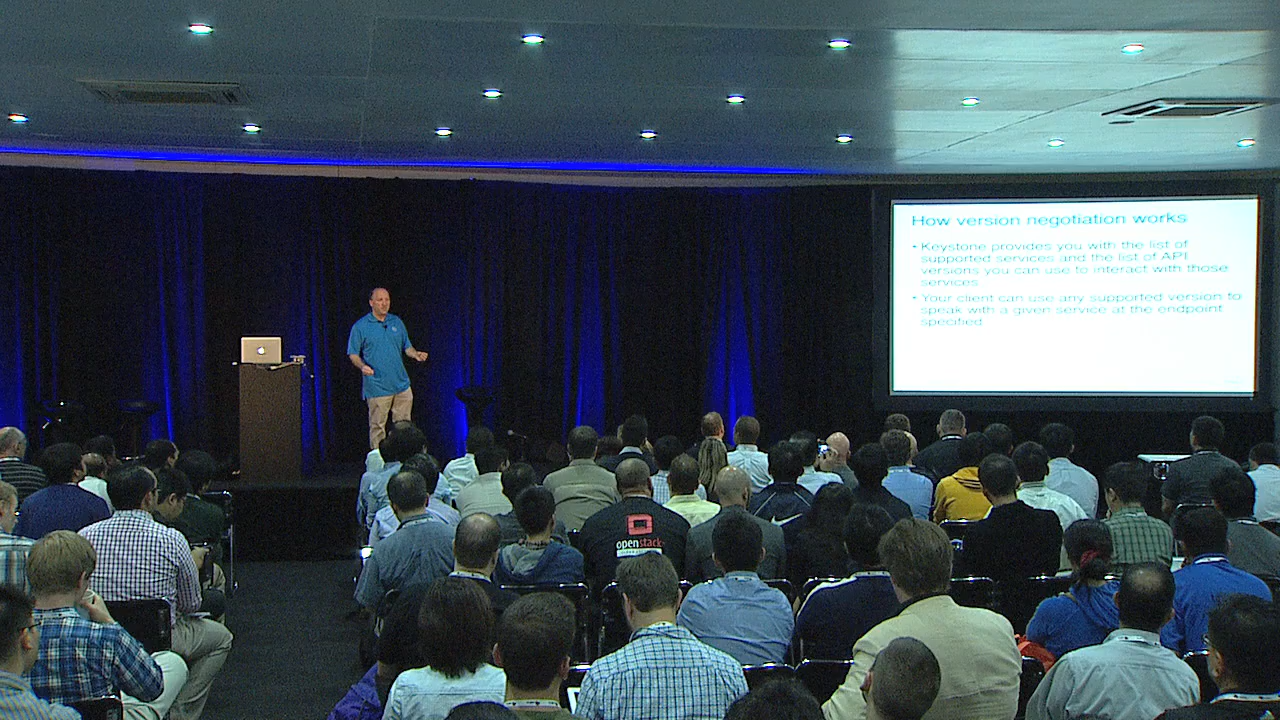 How version negotiation works
• Keystone provides you with the list of
supported services and the list of API
versions you can use to interact with those
services
• Your client can use any supported version to
speak with a given service at the endpoint
specified
openstack